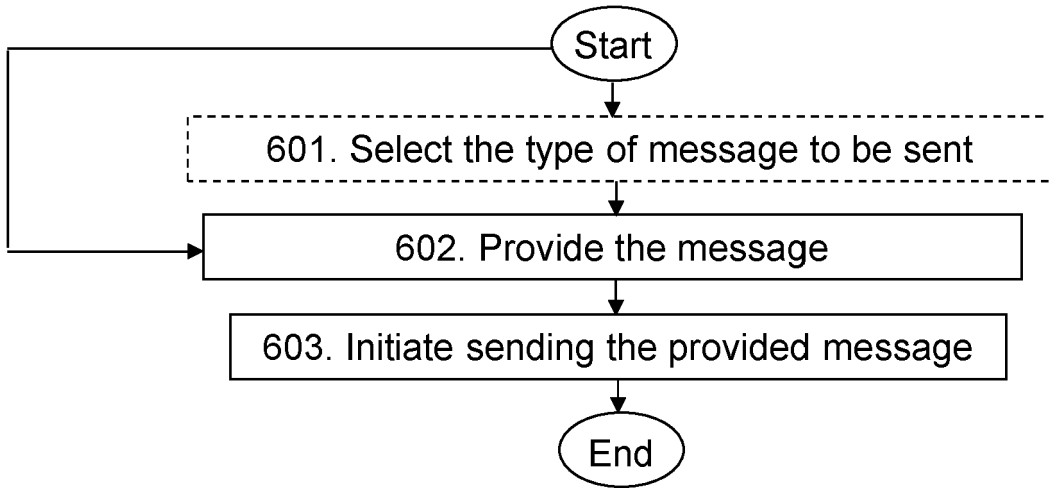 Start
601. Select the type of message to be sent
602. Provide the message
603. Initiate sending the provided message
End